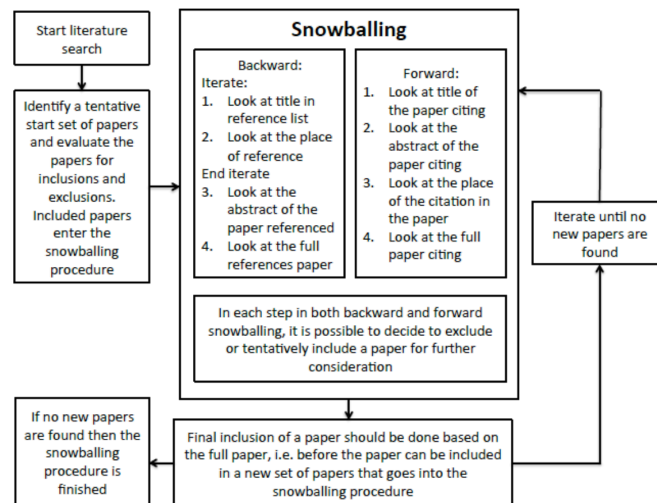 Start literature
search
Identify a tentative
start set of papers
and evaluate the
papers for
inclusions and
exclusions.
Included papers
enter the
snowballing
procedure
Snowballing
Backward:
Iterate:
1. Look at title in
reference list
2. Look at the place
of reference
End iterate
3. Look at the
abstract of the
paper referenced
4. Look at the full
references paper
Forward:
1. Look at title of
the paper citing
2. Look at the
abstract of the
paper citing
3. Look at the place
of the citation in
the paper
4. Look at the full
paper citing
In each step in both backward and forward
snowballing, it is possible to decide to exclude
or tentatively include a paper for further
consideration
Iterate until no
new papers are
found
Final inclusion of a paper should be done based on
the full paper, i.e. before the paper can be included
in a new set of papers that goes into the
snowballing procedure
If no new papers
are found then the
snowballing
procedure is
finished